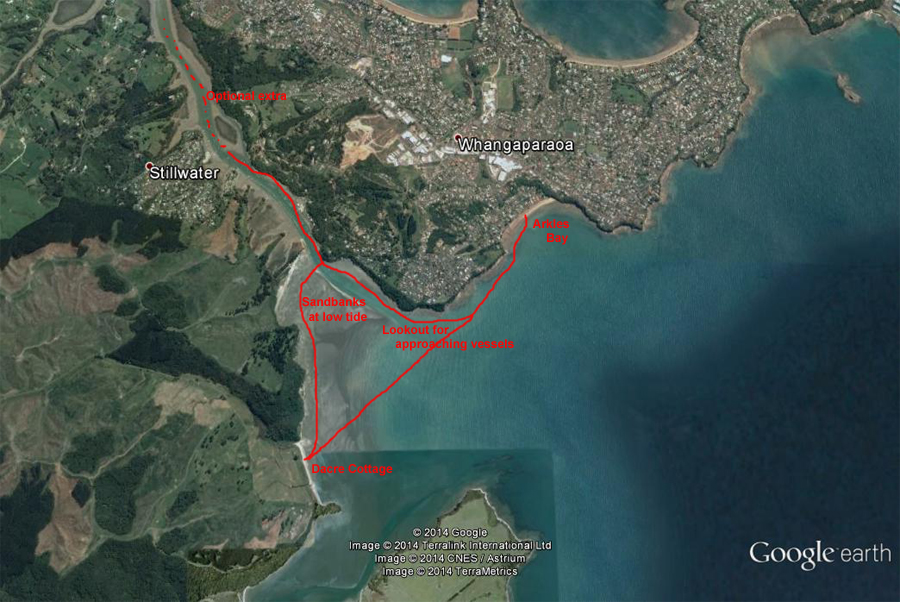 Optional extra
Whangaparaoa
Stillwater
Arkles
Bay
Sandbanks
at low tide
Lookout for
approaching vessels
Dacre Cottage
© 2014 Google
Image © 2014 Terralink International Ltd
Image © 2014 CNES / Astrium
Image © 2014 TerraMetrics
Google earth